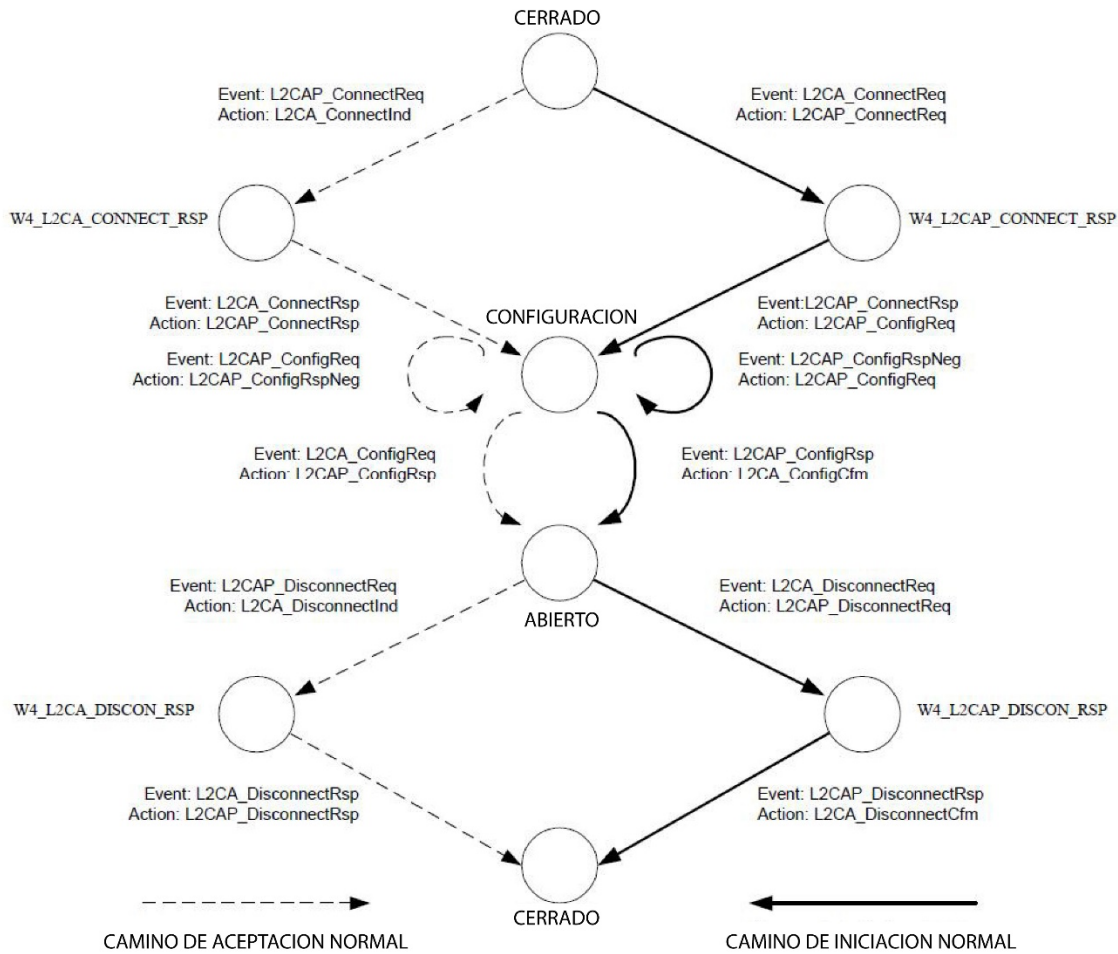 CERRADO
Event: L2CAP_ConnectReq
Action: L2CA_ConnectInd
Event: L2CA_ConnectReq
Action: L2CAP_ConnectReq
W4_L2CA_CONNECT_RSP
W4_L2CAP_CONNECT_RSP
Event: L2CA_ConnectRsp
Action: L2CAP_ConnectRsp
Event:L2CAP_ConnectRsp
Action: L2CAP_ConfigReq
CONFIGURACION
Event: L2CAP_ConfigReq
Action: L2CAP_ConfigRspNeg
Event: L2CAP_ConfigRspNeg
Action: L2CAP_ConfigReq
Event: L2CA_ConfigReq
Action: L2CAP_ConfigRsp
Event: L2CAP_ConfigRsp
Action: L2CA_ConfigCfm
Event: L2CAP_DisconnectReq
Action: L2CA_DisconnectInd
Event: L2CA_DisconnectReq
Action: L2CAP_DisconnectReq
ABIERTO
W4_L2CA_DISCON_RSP
W4_L2CAP_DISCON_RSP
Event: L2CA_DisconnectRsp
Action: L2CAP_DisconnectRsp
Event: L2CAP_DisconnectRsp
Action: L2CA_DisconnectCfm
CERRADO
CAMINO DE ACEPTACION NORMAL
CAMINO DE INICIACION NORMAL